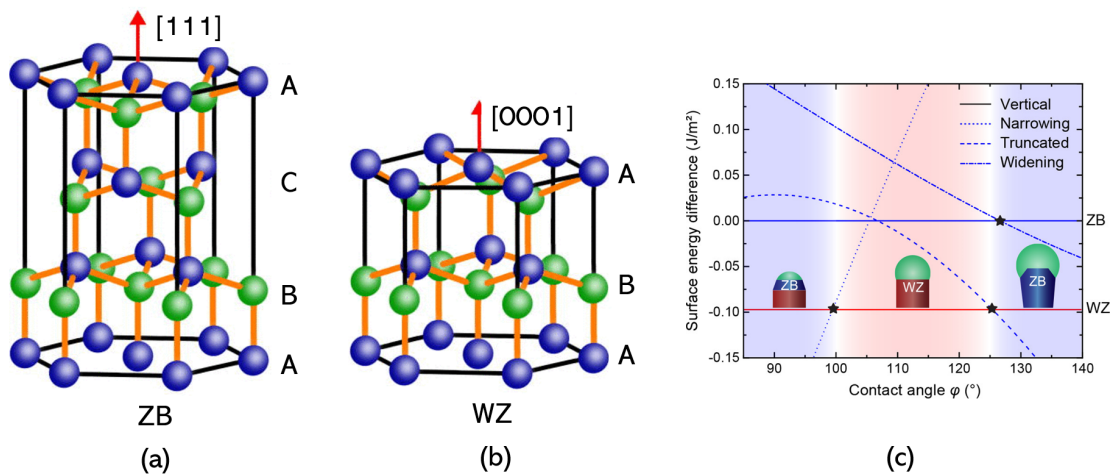 [111]
A
C
B
A
ZB
(a)
[0001]
A
B
A
WZ
(b)
Surface energy difference (J/m²)
0.15
0.10
0.05
0.00
-0.05
-0.10
-0.15
Vertical
Narrowing
Truncated
Widening
ZB
WZ
ZB
WZ
ZB
90
100
110
120
130
140
Contact angle φ (°)
(c)